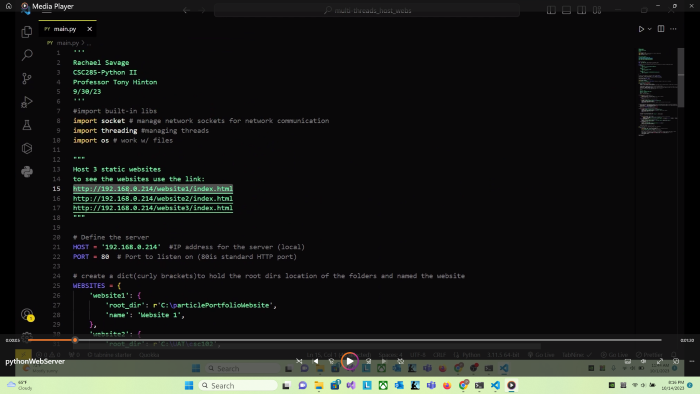 Media Player
multi-threads_host_webs
main.py
main.py > ...
1 '''
2 Rachael Savage
3 CSC285-Python II
4 Professor Tony Hinton
5 9/30/23
6 '''
7 #import built-in libs
8 import socket # manage network sockets for network communication
9 import threading #managing threads
10 import os # work w/ files
11
12 """
13 Host 3 static websites
14 to see the websites use the link:
15 http://192.168.0.214/website1/index.html
16 http://192.168.0.214/website2/index.html
17 http://192.168.0.214/website3/index.html
18 """
19
20 # Define the server
21 HOST = '192.168.0.214' #IP address for the server (local)
22 PORT = 80 # Port to listen on (80is standard HTTP port)
23
24 # create a dict(curly brackets)to hold the root dirs location of the folders and named the website
25 WEBSITES = {
26 'website1': {
27 'root_dir': r'C:\particlePortfolioWebsite',
28 'name': 'Website 1',
29 },
30 'website2': {
0:00:05
0:01:20
pythonWebServer
Search
55°F
Cloudy
Search
8:16 PM
10/14/2023